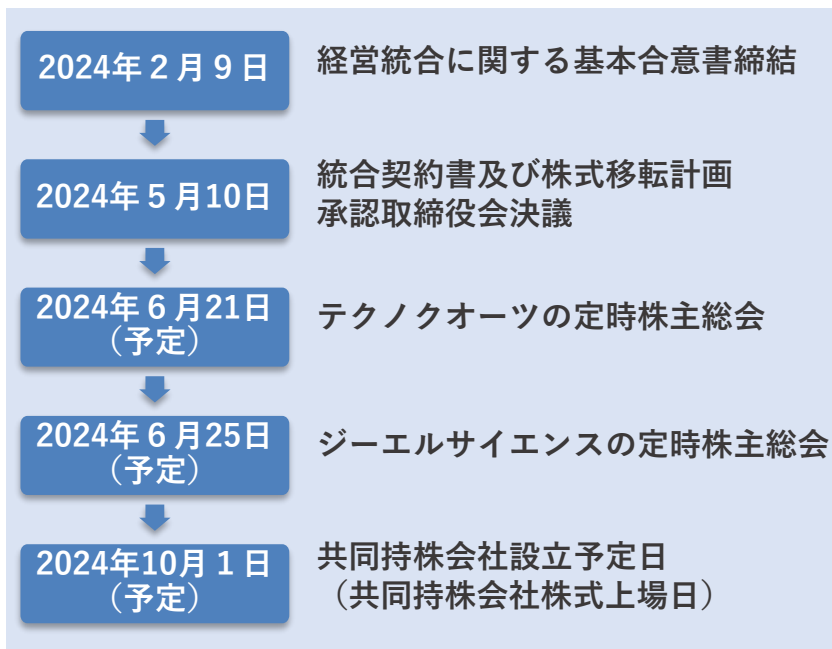 2024年２月９日
経営統合に関する基本合意書締結
2024年５月10日
統合契約書及び株式移転計画
承認取締役会決議
2024年６月21日
（予定）
テクノクオーツの定時株主総会
2024年６月25日
（予定）
ジーエルサイエンスの定時株主総会
2024年10月１日
（予定）
共同持株会社設立予定日
（共同持株会社株式上場日）